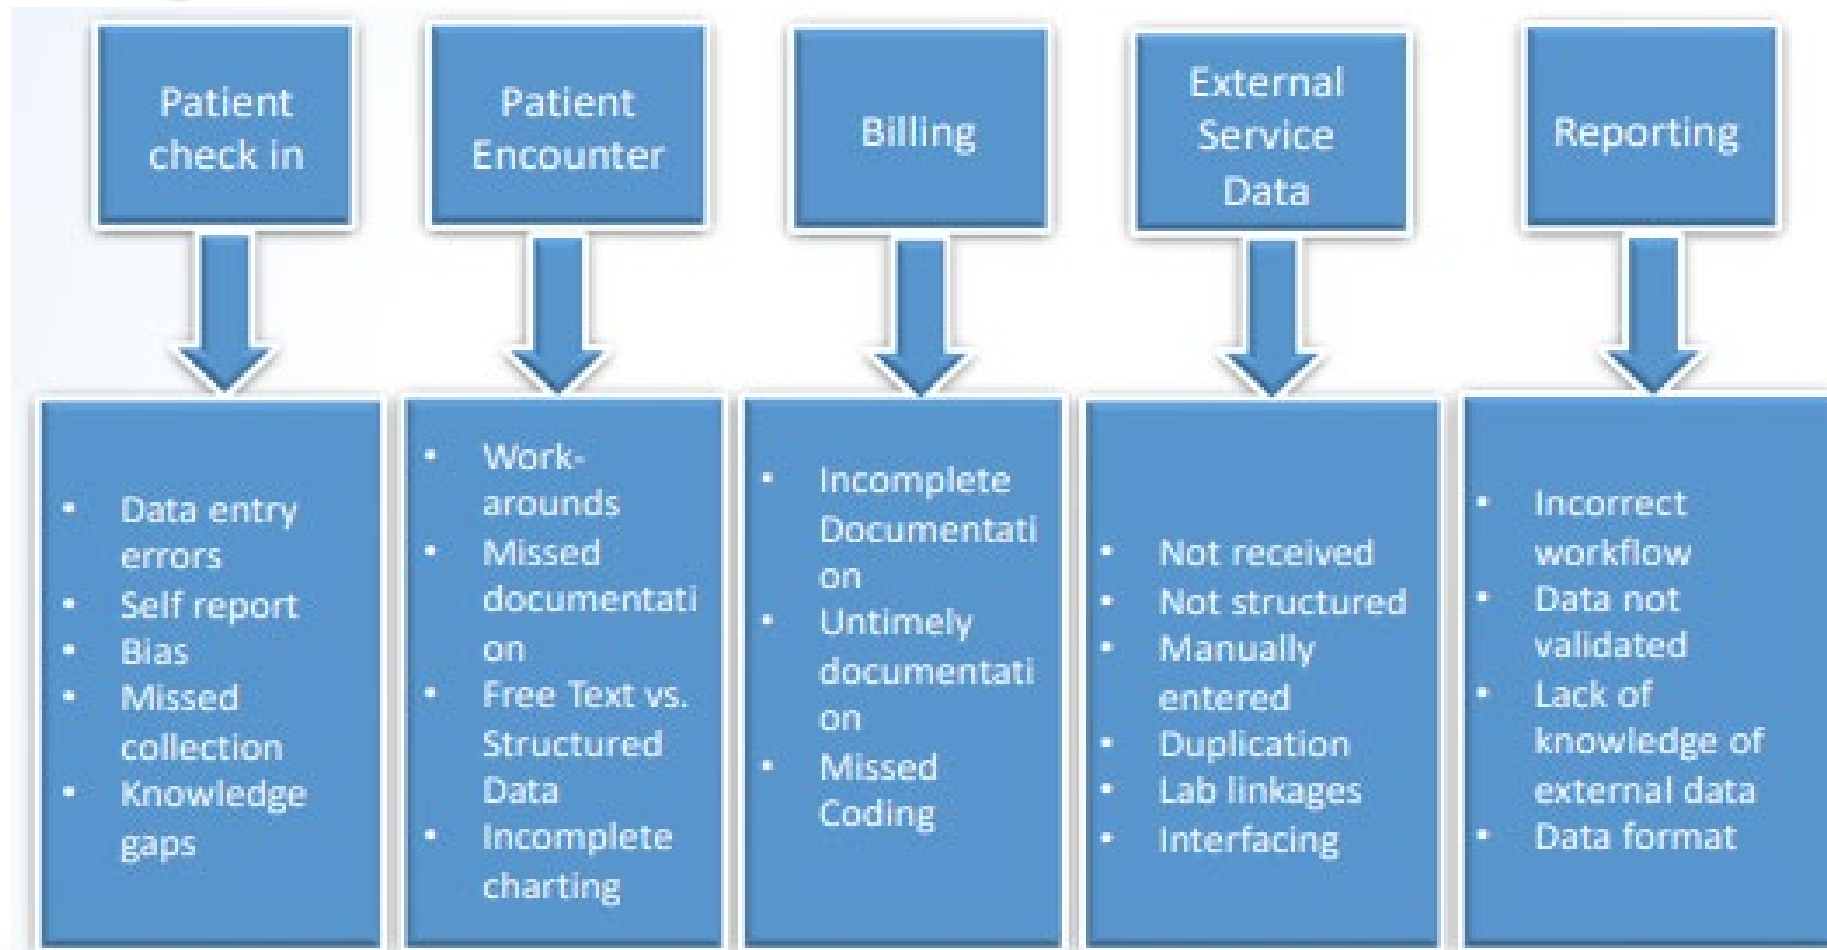 Patient
check in
Patient
Encounter
Billing
External
Service
Data
Reporting
• Data entry
errors
• Self report
• Bias
• Missed
collection
• Knowledge
gaps
• Work-
arounds
• Missed
documentati
on
• Free Text vs.
Structured
Data
• Incomplete
charting
• Incomplete
Documentati
on
• Untimely
documentati
on
• Missed
Coding
• Not received
• Not structured
• Manually
entered
• Duplication
• Lab linkages
• Interfacing
• Incorrect
workflow
• Data not
validated
• Lack of
knowledge of
external data
• Data format